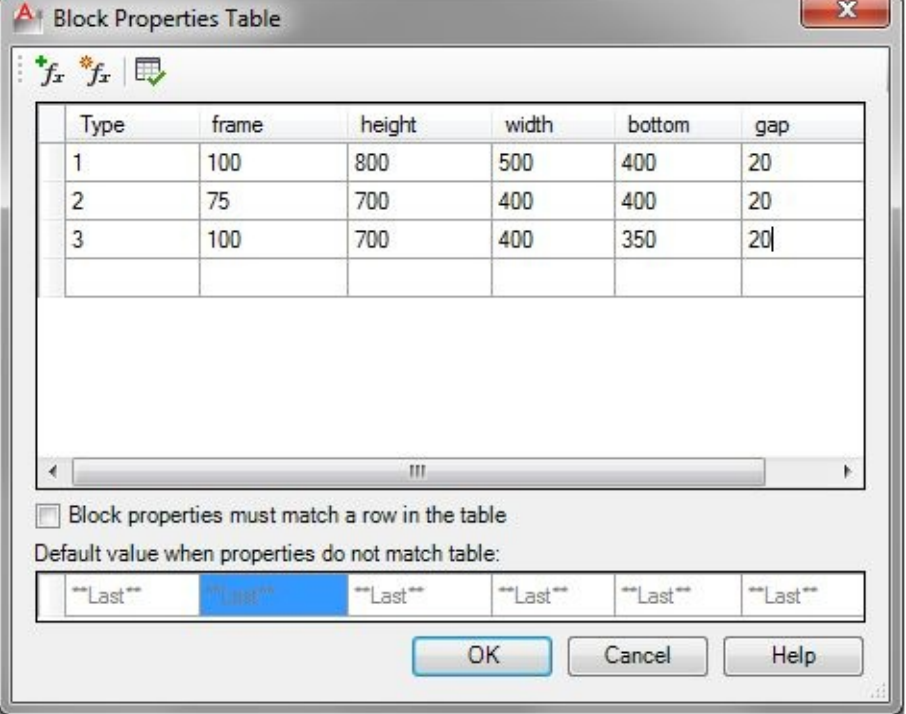 Block Properties Table
Type frame height width bottom gap
1 100 800 500 400 20
2 75 700 400 400 20
3 100 700 400 350 20
Block properties must match a row in the table
Default value when properties do not match table:
**Last** **Last** **Last** **Last** **Last** **Last**
OK Cancel Help